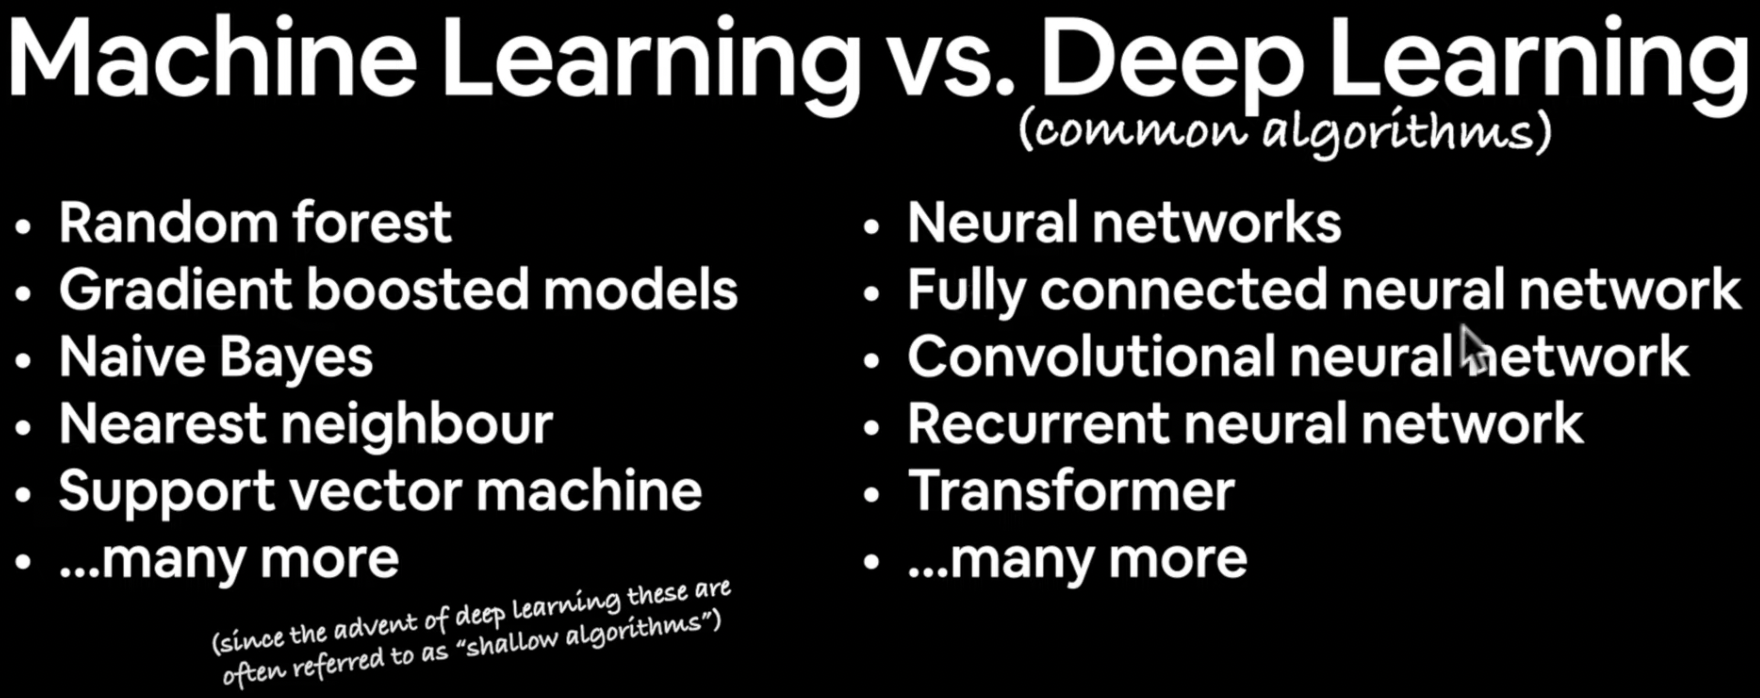 Machine Learning vs. Deep Learning
(common algorithms)
• Random forest
• Gradient boosted models
• Naive Bayes
• Nearest neighbour
• Support vector machine
• ...many more
(since the advent of deep learning these are
often referred to as “shallow algorithms”)
• Neural networks
• Fully connected neural network
• Convolutional neural network
• Recurrent neural network
• Transformer
• ...many more